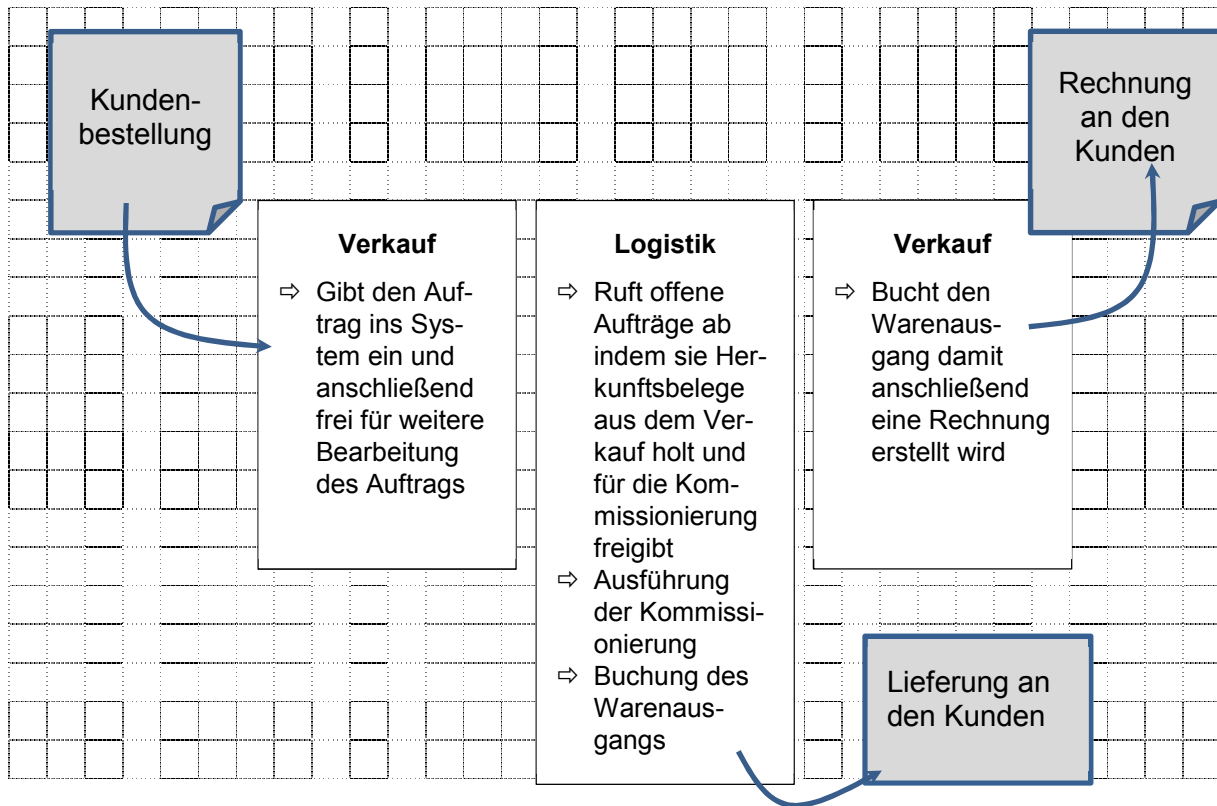 Kunden-
bestellung
Rechnung
an den
Kunden
Verkauf
⇨ Gibt den Auf-
trag ins Sys-
tem ein und
anschließend
frei für weitere
Bearbeitung
des Auftrags
Logistik
⇨ Ruft offene
Aufträge ab
indem sie Her-
kunftsbelege
aus dem Ver-
kauf holt und
für die Kom-
missionierung
freigibt
⇨ Ausführung
der Kommissi-
onierung
⇨ Buchung des
Warenaus-
gangs
Verkauf
⇨ Bucht den
Warenaus-
gang damit
anschließend
eine Rechnung
erstellt wird
Lieferung an
den Kunden